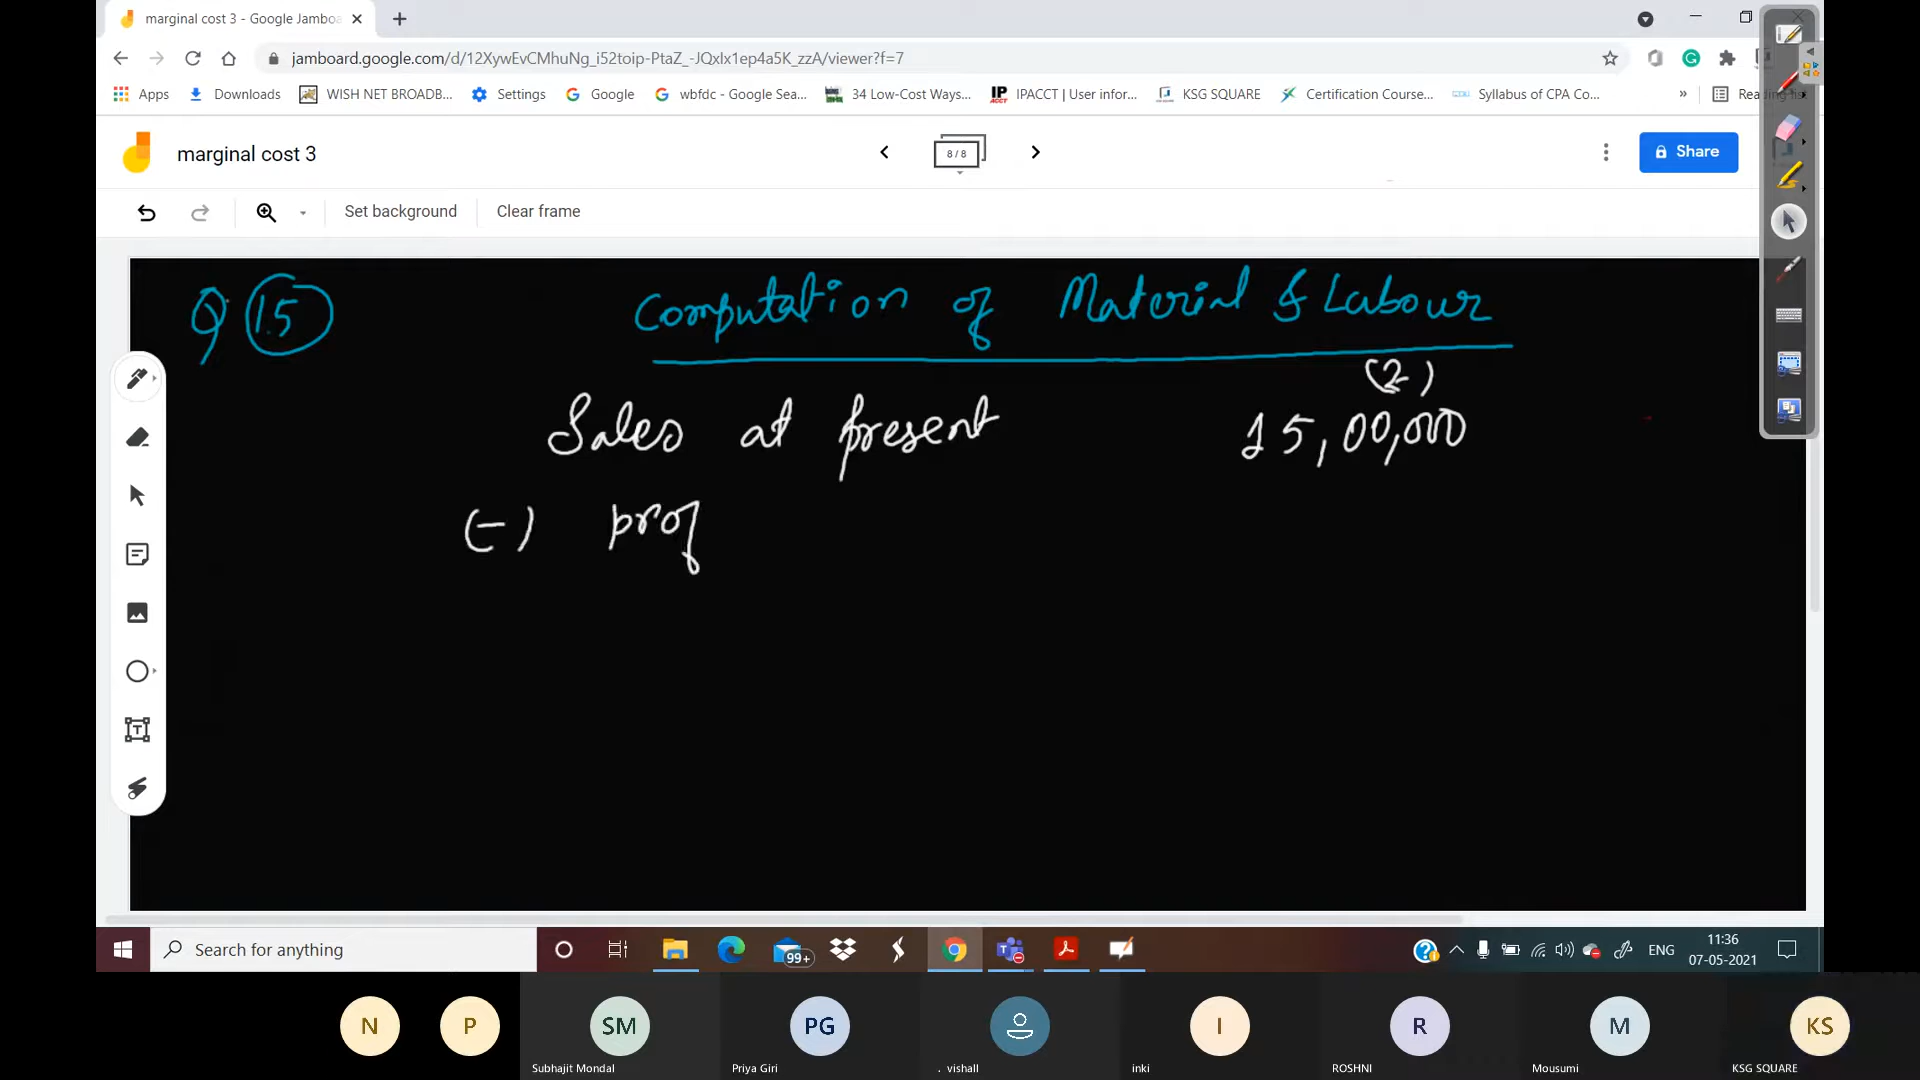 marginal cost 3 - Google Jamboa
jamboard.google.com/d/12XywEvCMhuNg_i52toip-PtaZ_-JQxIx1ep4a5K_zzA/viewer?f=7
Apps Downloads WISH NET BROADB... Settings Google wbfdc - Google Sea... 34 Low-Cost Ways... IPACCT | User infor... KSG SQUARE Certification Course... Syllabus of CPA Co... » Reading list
marginal cost 3 8 / 8 Share
Set background Clear frame
Q 15 Computation of Material & Labour
(2)
Sales at present 15,00,000
(-) prof
Search for anything 99+ ENG 11:36
07-05-2021
N P SM PG I R M KS
Subhajit Mondal Priya Giri . vishall inki ROSHNI Mousumi KSG SQUARE